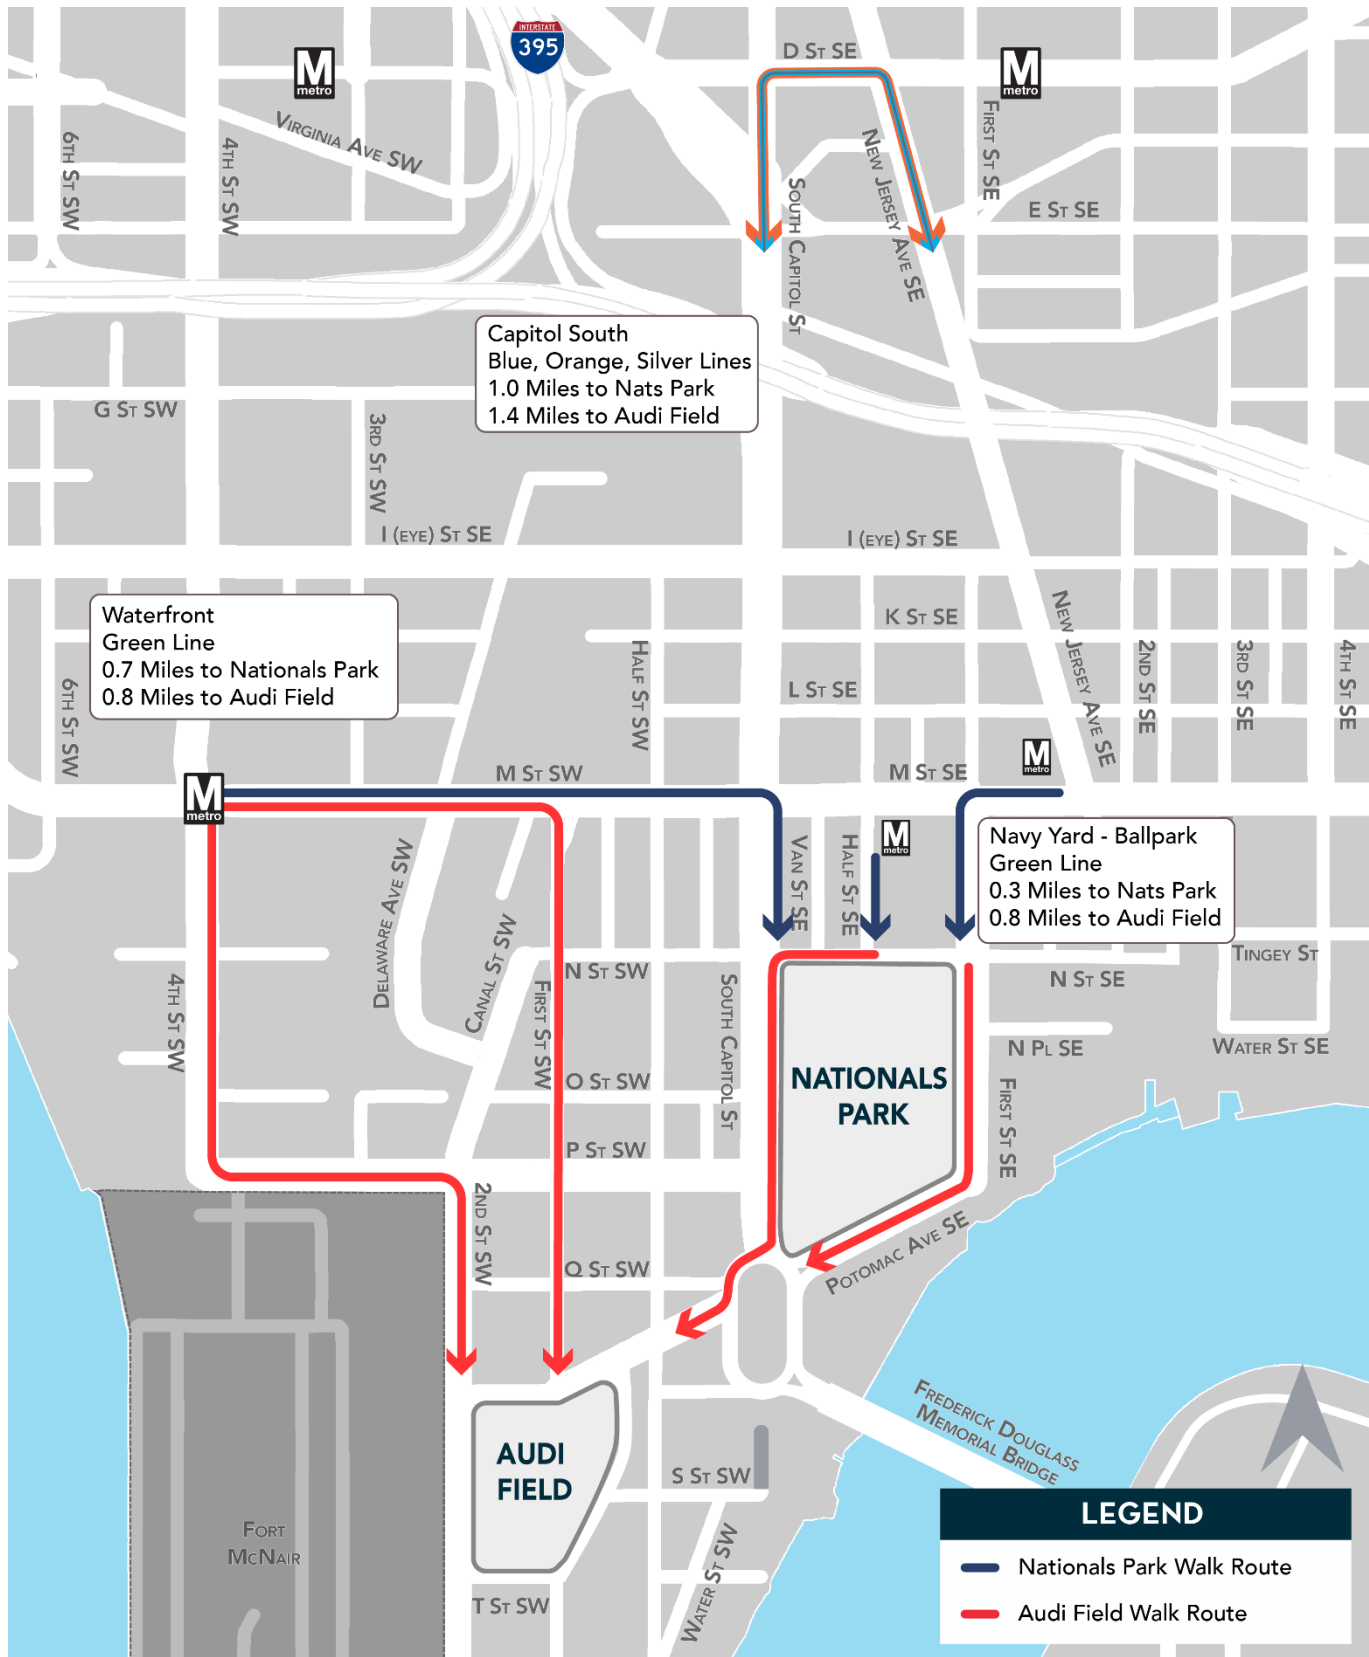 INTERSTATE
395
D St SE
M
metro
M
metro
Virginia Ave SW
6th St SW
4th St SW
First St SE
New Jersey Ave SE
South Capitol St
E St SE
Capitol South
Blue, Orange, Silver Lines
1.0 Miles to Nats Park
1.4 Miles to Audi Field
G St SW
3rd St SW
I (eye) St SE
I (eye) St SE
Waterfront
Green Line
0.7 Miles to Nationals Park
0.8 Miles to Audi Field
K St SE
New Jersey Ave SE
6th St SW
Half St SW
L St SE
2nd St SE
3rd St SE
4th St SE
M St SW
M St SE
M
metro
M
metro
Van St SE
Half St SE
M
metro
Navy Yard - Ballpark
Green Line
0.3 Miles to Nats Park
0.8 Miles to Audi Field
Delaware Ave SW
Canal St SW
4th St SW
N St SW
First St SW
South Capitol St
N St SE
Tingey St
N Pl SE
Water St SE
NATIONALS
PARK
O St SW
First St SE
P St SW
2nd St SW
Q St SW
Potomac Ave SE
Frederick Douglass
Memorial Bridge
AUDI
FIELD
S St SW
Water St SW
T St SW
Fort
McNair
LEGEND
Nationals Park Walk Route
Audi Field Walk Route